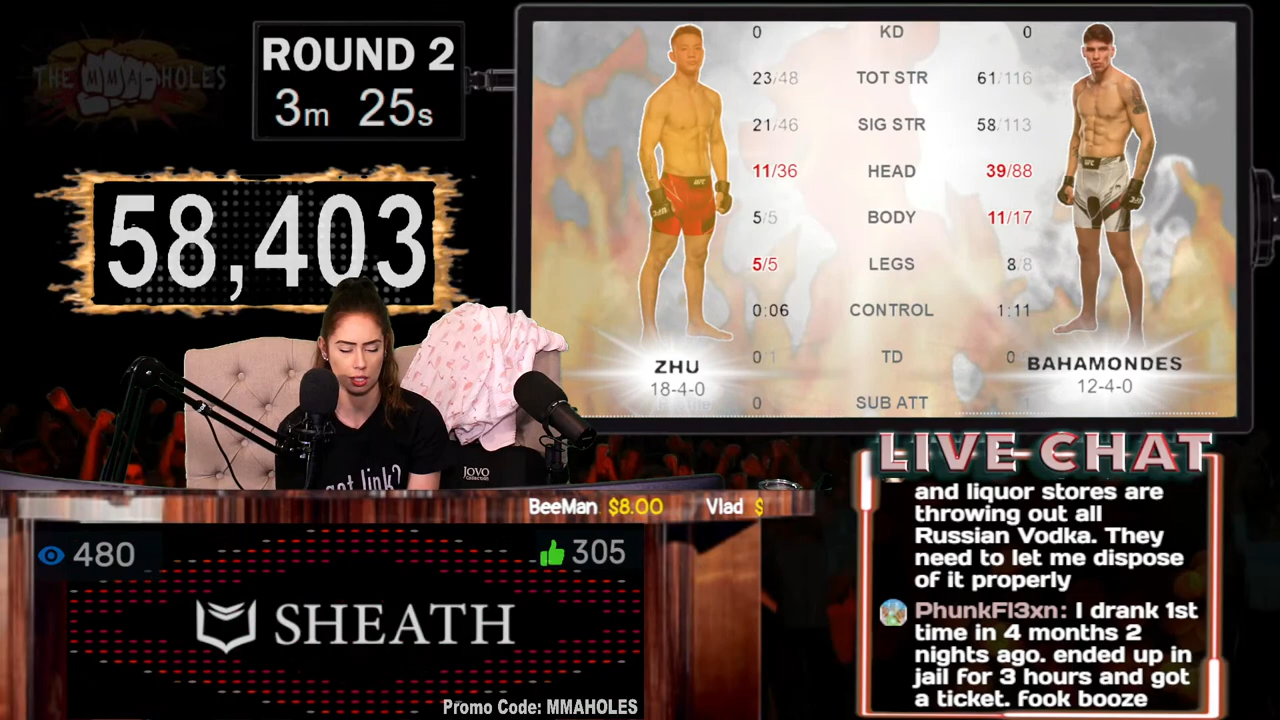 THE MMA-HOLES
ROUND 2
3m 25s
58,403
0 KD 0
23/48 TOT STR 61/116
21/46 SIG STR 58/113
11/36 HEAD 39/88
5/5 BODY 11/17
5/5 LEGS 8/8
0:06 CONTROL 1:11
0/1 TD 0
0 SUB ATT 1
ZHU
18-4-0
BAHAMONDES
12-4-0
got link?
JOVO
Collection
BeeMan $8.00 Vlad $
480
305
SHEATH
Promo Code: MMAHOLES
LIVE CHAT
and liquor stores are
throwing out all
Russian Vodka. They
need to let me dispose
of it properly
PhunkFl3xn: I drank 1st
time in 4 months 2
nights ago. ended up in
jail for 3 hours and got
a ticket. fook booze